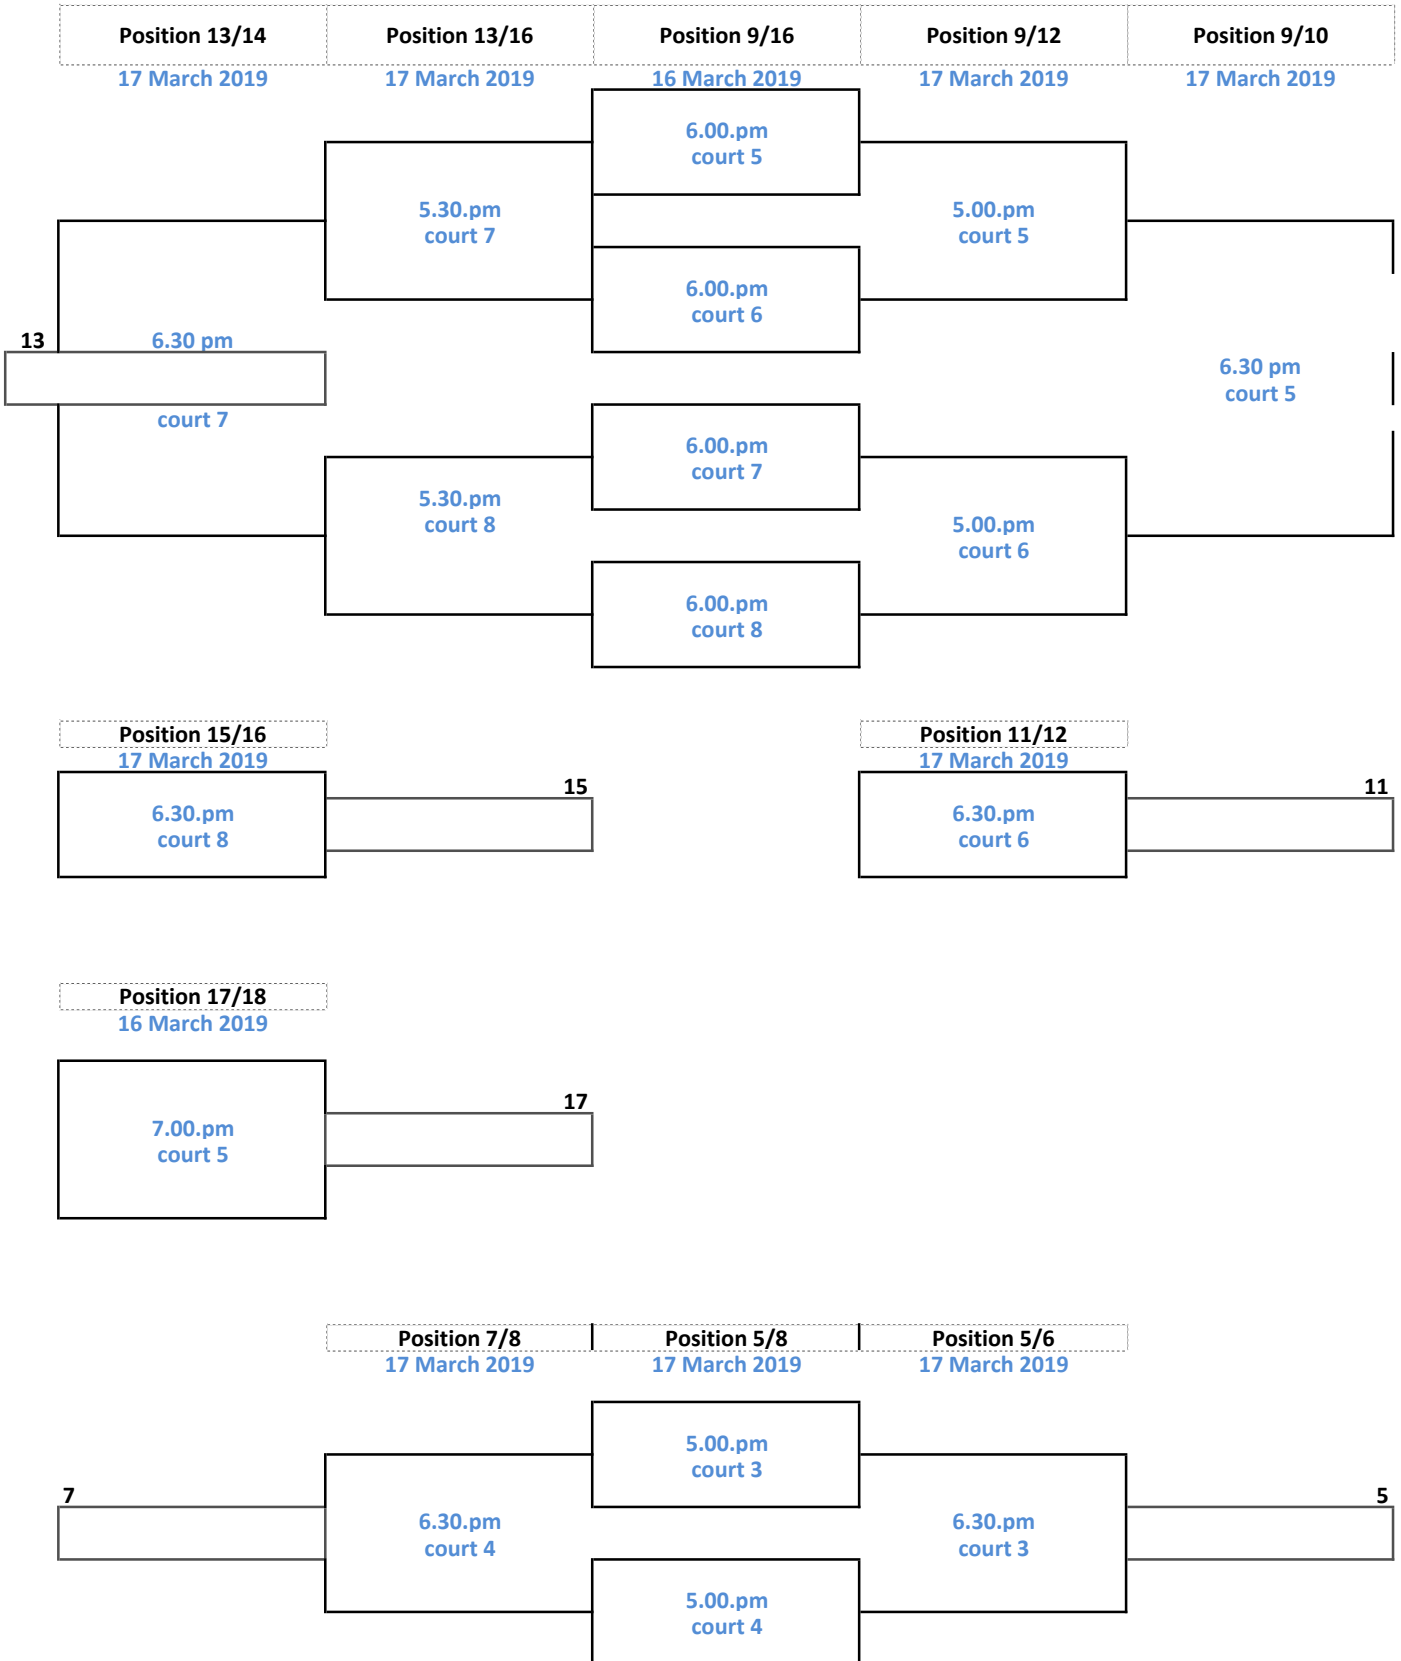 Position 13/14 Position 13/16 Position 9/16 Position 9/12 Position 9/10
17 March 2019 17 March 2019 16 March 2019 17 March 2019 17 March 2019
6.00.pm
court 5
5.30.pm 5.00.pm
court 7 court 5
6.00.pm
court 6
13 6.30 pm
6.30 pm
court 5
court 7
6.00.pm
court 7
5.30.pm
court 8
5.00.pm
court 6
6.00.pm
court 8
Position 15/16 Position 11/12
17 March 2019 17 March 2019
15 11
6.30.pm 6.30.pm
court 8 court 6
Position 17/18
16 March 2019
17
7.00.pm
court 5
Position 7/8 Position 5/8 Position 5/6
17 March 2019 17 March 2019 17 March 2019
5.00.pm
court 3
7 5
6.30.pm 6.30.pm
court 4 court 3
5.00.pm
court 4